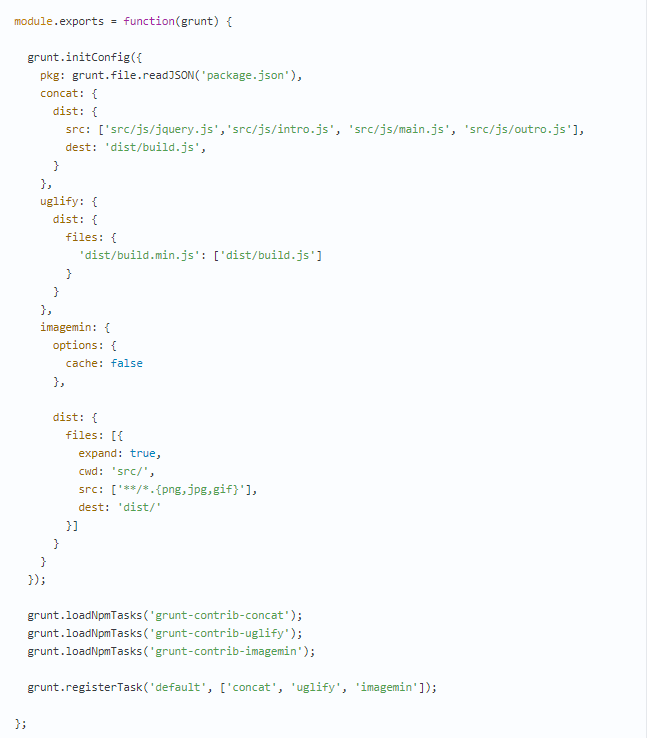 module.exports = function(grunt) {
grunt.initConfig({
pkg: grunt.file.readJSON('package.json'),
concat: {
dist: {
src: ['src/js/jquery.js','src/js/intro.js', 'src/js/main.js', 'src/js/outro.js'],
dest: 'dist/build.js',
}
},
uglify: {
dist: {
files: {
'dist/build.min.js': ['dist/build.js']
}
}
},
imagemin: {
options: {
cache: false
},
dist: {
files: [{
expand: true,
cwd: 'src/',
src: ['**/*.{png,jpg,gif}'],
dest: 'dist/'
}]
}
}
});
grunt.loadNpmTasks('grunt-contrib-concat');
grunt.loadNpmTasks('grunt-contrib-uglify');
grunt.loadNpmTasks('grunt-contrib-imagemin');
grunt.registerTask('default', ['concat', 'uglify', 'imagemin']);
};